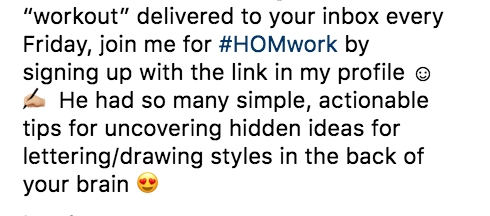 “workout” delivered to your inbox every
Friday, join me for #HOMwork by
signing up with the link in my profile ☺
✍🏼 He had so many simple, actionable
tips for uncovering hidden ideas for
lettering/drawing styles in the back of
your brain 😍